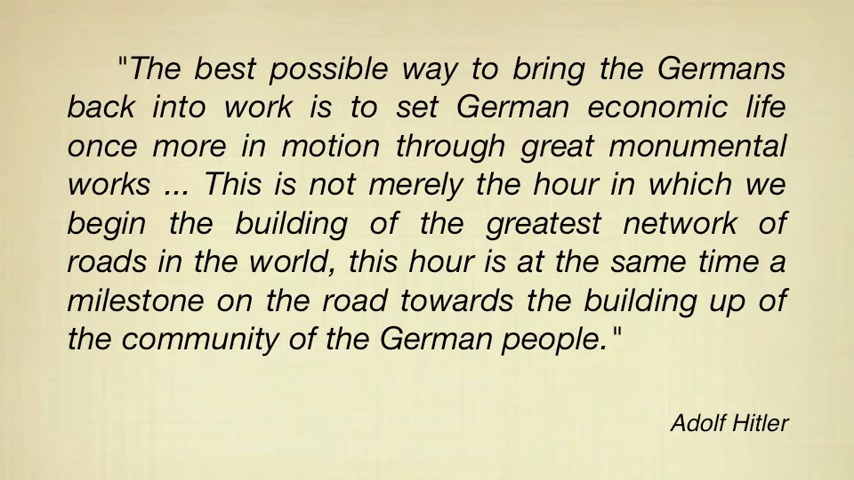 "The best possible way to bring the Germans
back into work is to set German economic life
once more in motion through great monumental
works ... This is not merely the hour in which we
begin the building of the greatest network of
roads in the world, this hour is at the same time a
milestone on the road towards the building up of
the community of the German people."
Adolf Hitler